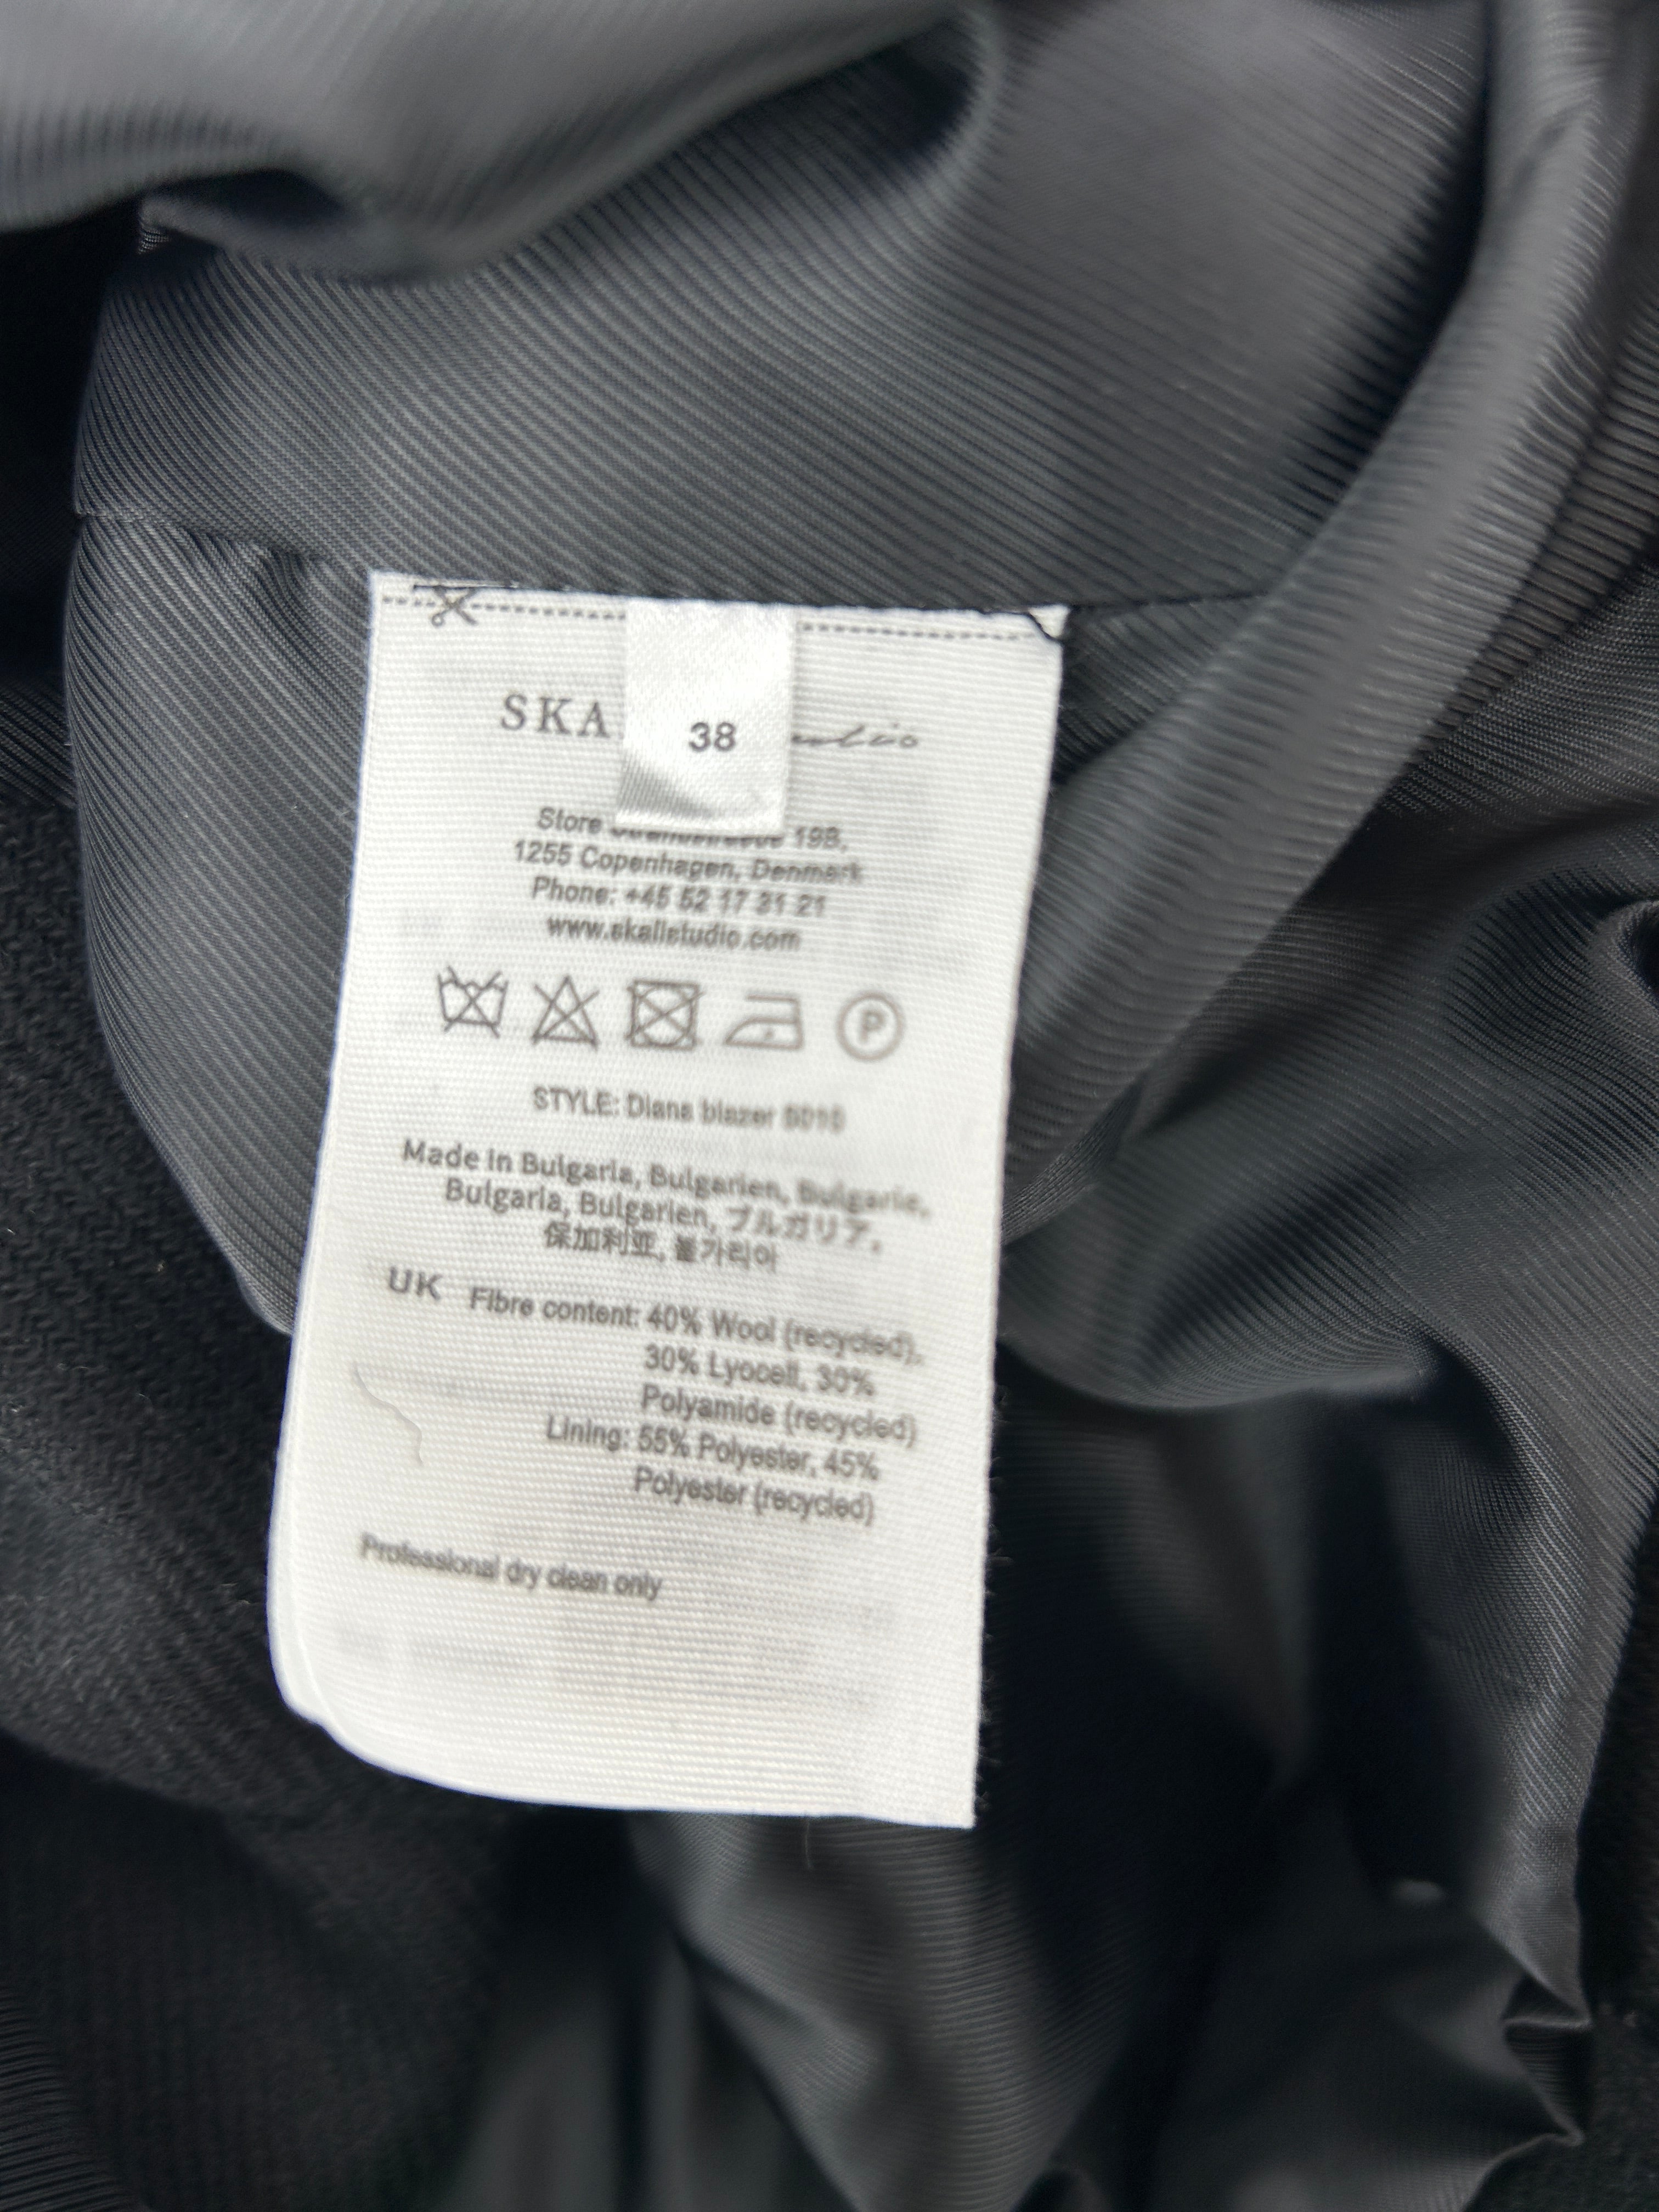 SKA
38
Store 19B,
1255 Copenhagen, Denmark
Phone: +45 52 17 31 21
www.skallstudio.com
P
STYLE: Diana blazer
Made in Bulgaria, Bulgarien, Bulgarie,
Bulgaria, Bulgarien, ブルガリア,
保加利亚, 불가리아
UK Fibre content: 40% Wool (recycled),
30% Lyocell, 30%
Polyamide (recycled)
Lining: 55% Polyester, 45%
Polyester (recycled)
Professional dry clean only